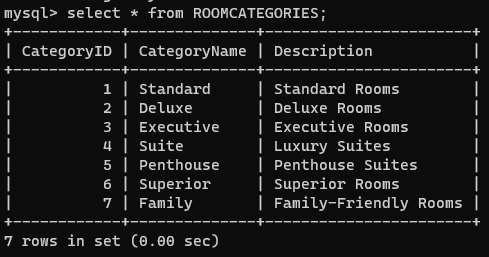 mysql> select * from ROOMCATEGORIES;
+------------+--------------+-----------------------+
| CategoryID | CategoryName | Description           |
+------------+--------------+-----------------------+
|          1 | Standard     | Standard Rooms        |
|          2 | Deluxe       | Deluxe Rooms          |
|          3 | Executive    | Executive Rooms       |
|          4 | Suite        | Luxury Suites         |
|          5 | Penthouse    | Penthouse Suites      |
|          6 | Superior     | Superior Rooms        |
|          7 | Family       | Family-Friendly Rooms |
+------------+--------------+-----------------------+
7 rows in set (0.00 sec)